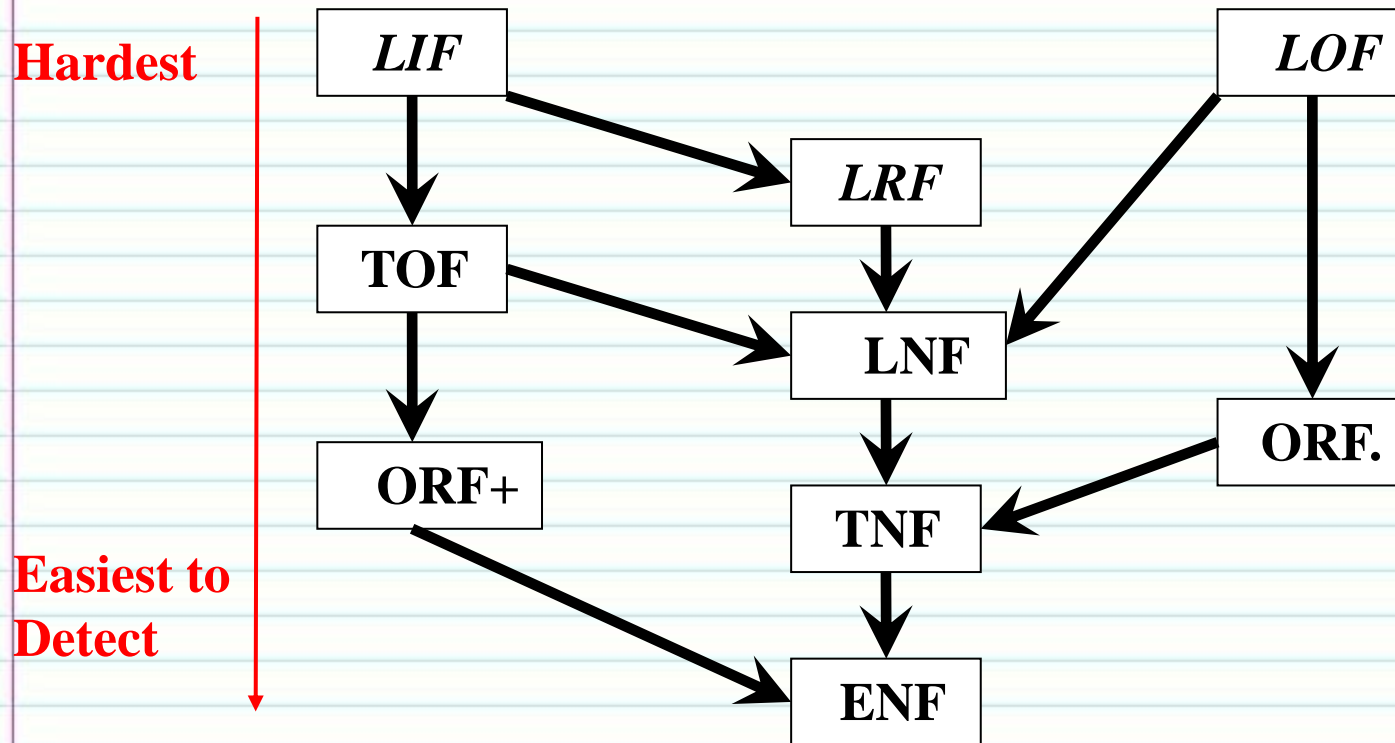 Hardest
LIF
LOF
LRF
TOF
LNF
ORF.
ORF+
TNF
Easiest to
Detect
ENF